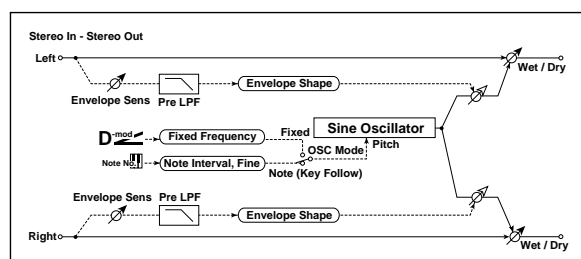 Stereo In - Stereo Out
Left
Wet / Dry
Envelope Sens
Pre LPF
Envelope Shape
D-mod
Fixed Frequency
Fixed
Sine Oscillator
OSC Mode
Pitch
Note No.
Note Interval, Fine
Note (Key Follow)
Envelope Sens
Pre LPF
Envelope Shape
Right
Wet / Dry